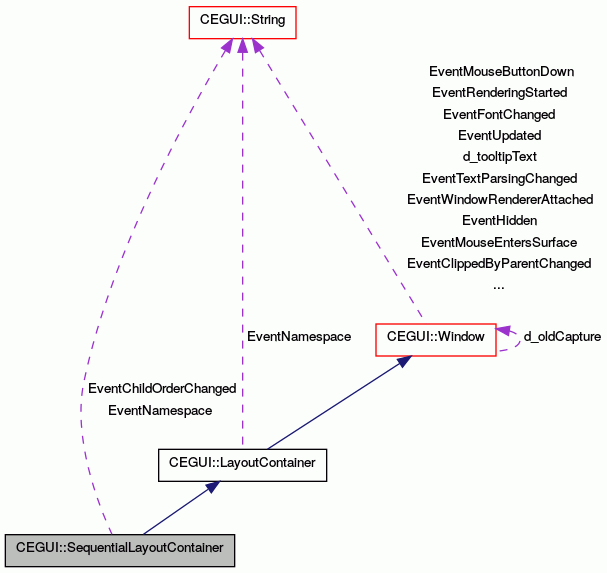 CEGUI::String
EventMouseButtonDown
EventRenderingStarted
EventFontChanged
EventUpdated
d_tooltipText
EventTextParsingChanged
EventWindowRendererAttached
EventHidden
EventMouseEntersSurface
EventClippedByParentChanged
...
EventNamespace
CEGUI::Window
d_oldCapture
EventChildOrderChanged
EventNamespace
CEGUI::LayoutContainer
CEGUI::SequentialLayoutContainer